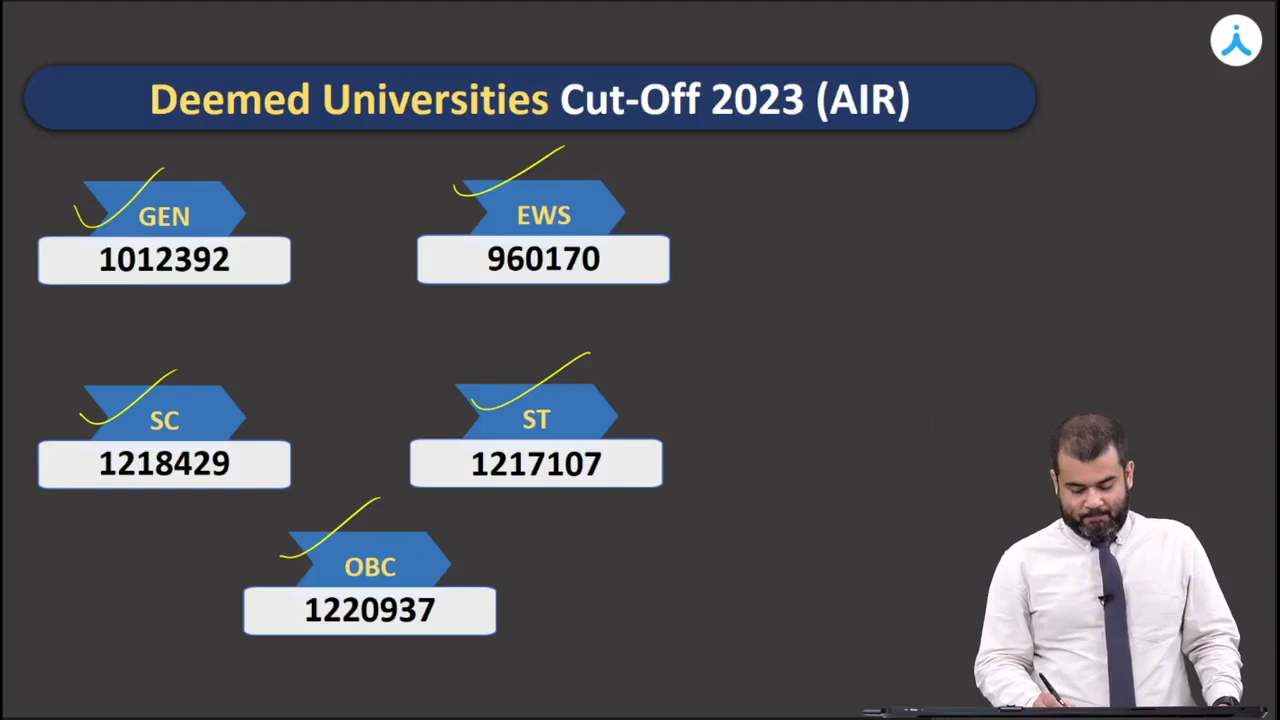 Deemed Universities Cut-Off 2023 (AIR)
GEN
1012392
EWS
960170
SC
1218429
ST
1217107
OBC
1220937